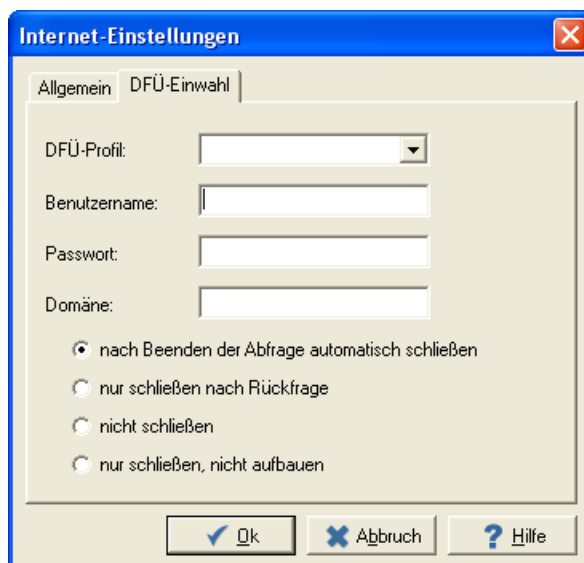 Internet-Einstellungen
Allgemein DFÜ-Einwahl
DFÜ-Profil:
Benutzername:
Passwort:
Domäne:
nach Beenden der Abfrage automatisch schließen
nur schließen nach Rückfrage
nicht schließen
nur schließen, nicht aufbauen
Ok Abbruch ? Hilfe